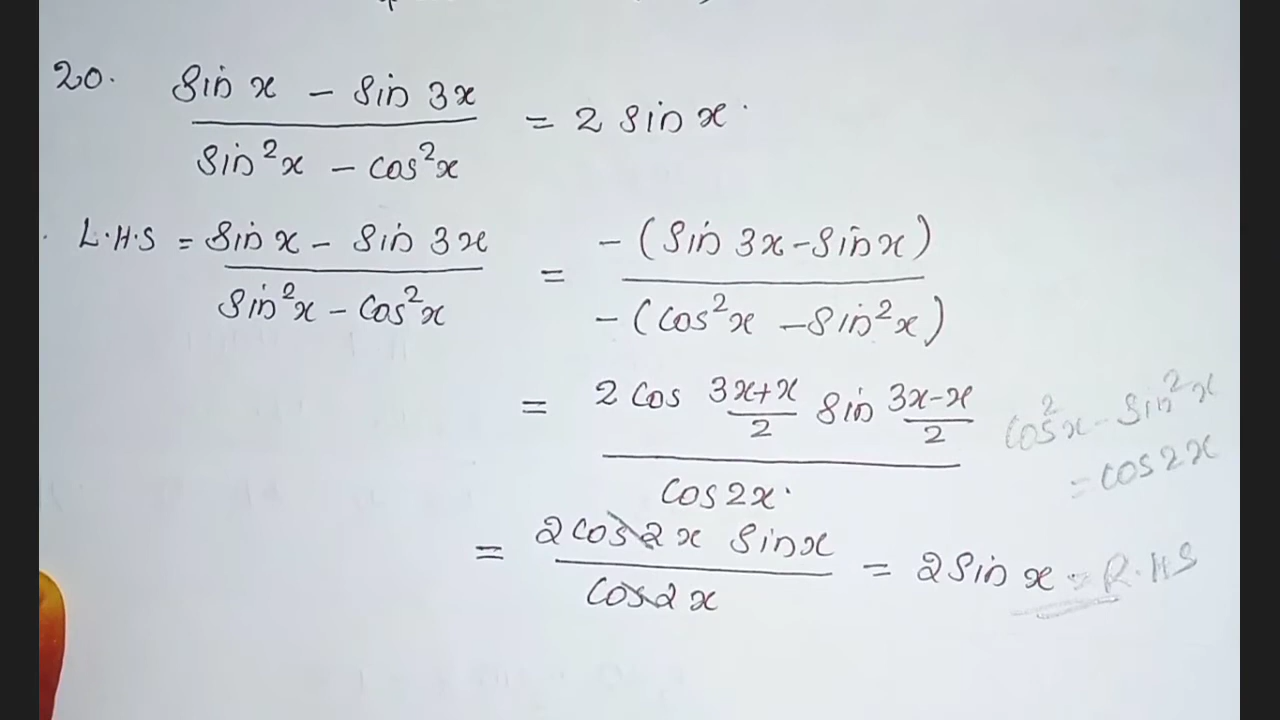 20. (sin x - sin 3x)/(sin²x - cos²x) = 2 sin x.
L.H.S = (sin x - sin 3x)/(sin²x - cos²x) = (-(sin 3x - sin x))/(-(cos²x - sin²x))
= (2 cos (3x+x)/2 sin (3x-x)/2)/(cos 2x.)
cos²x - sin²x
= cos 2x
= (2 cos 2x sin x)/(cos 2x) = 2 sin x = R.H.S